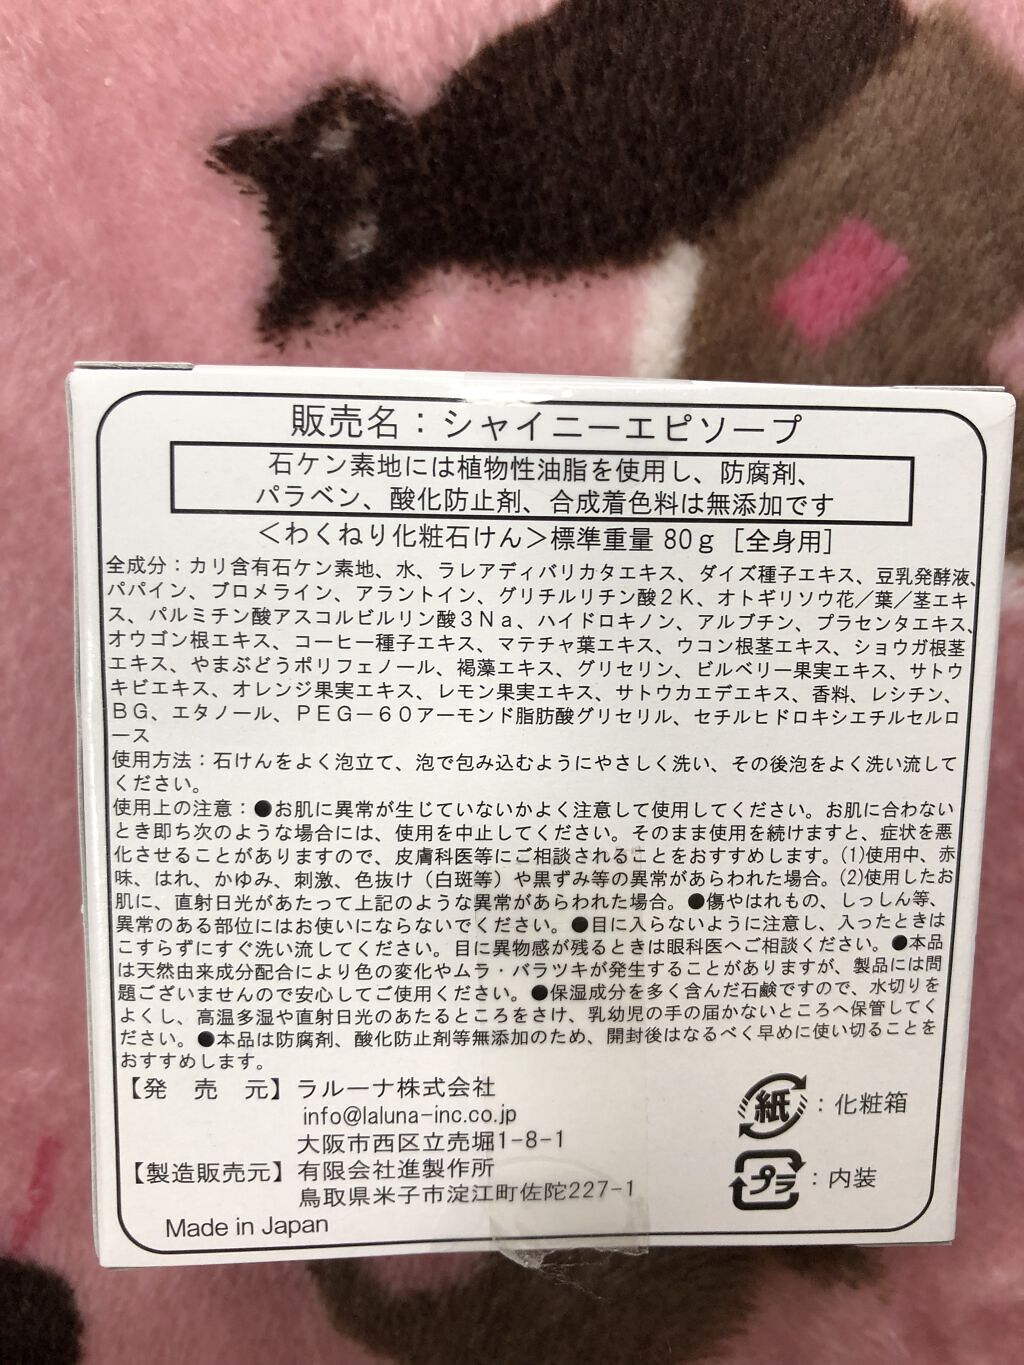 販売名：シャイニーエピソープ
石ケン素地には植物性油脂を使用し、防腐剤、
パラベン、酸化防止剤、合成着色料は無添加です
＜わくねり化粧石けん＞標準重量 80ｇ［全身用］
全成分：カリ含有石ケン素地、水、ラレアディバリカタエキス、ダイズ種子エキス、豆乳発酵液、
パパイン、ブロメライン、アラントイン、グリチルリチン酸２Ｋ、オトギリソウ花／葉／茎エキ
ス、パルミチン酸アスコルビルリン酸３Ｎａ、ハイドロキノン、アルブチン、プラセンタエキス、
オウゴン根エキス、コーヒー種子エキス、マテチャ葉エキス、ウコン根茎エキス、ショウガ根茎
エキス、やまぶどうポリフェノール、褐藻エキス、グリセリン、ビルベリー果実エキス、サトウ
キビエキス、オレンジ果実エキス、レモン果実エキス、サトウカエデエキス、香料、レシチン、
ＢＧ、エタノール、ＰＥＧ－６０アーモンド脂肪酸グリセリル、セチルヒドロキシエチルセルロ
ース
使用方法：石けんをよく泡立て、泡で包み込むようにやさしく洗い、その後泡をよく洗い流して
ください。
使用上の注意：●お肌に異常が生じていないかよく注意して使用してください。お肌に合わない
とき即ち次のような場合には、使用を中止してください。そのまま使用を続けますと、症状を悪
化させることがありますので、皮膚科医等にご相談されることをおすすめします。(1)使用中、赤
味、はれ、かゆみ、刺激、色抜け（白斑等）や黒ずみ等の異常があらわれた場合。(2)使用したお
肌に、直射日光があたって上記のような異常があらわれた場合。●傷やはれもの、しっしん等、
異常のある部位にはお使いにならないでください。●目に入らないように注意し、入ったときは
こすらずにすぐ洗い流してください。目に異物感が残るときは眼科医へご相談ください。●本品
は天然由来成分配合により色の変化やムラ・バラツキが発生することがありますが、製品には問
題ございませんので安心してご使用ください。●保湿成分を多く含んだ石鹸ですので、水切りを
よくし、高温多湿や直射日光のあたるところをさけ、乳幼児の手の届かないところへ保管してく
ださい。●本品は防腐剤、酸化防止剤等無添加のため、開封後はなるべく早めに使い切ることを
おすすめします。
【発　売　元】ラルーナ株式会社
info@laluna-inc.co.jp
大阪市西区立売堀1-8-1
【製造販売元】有限会社進製作所
鳥取県米子市淀江町佐陀227-1
Made in Japan
紙：化粧箱
プラ：内装